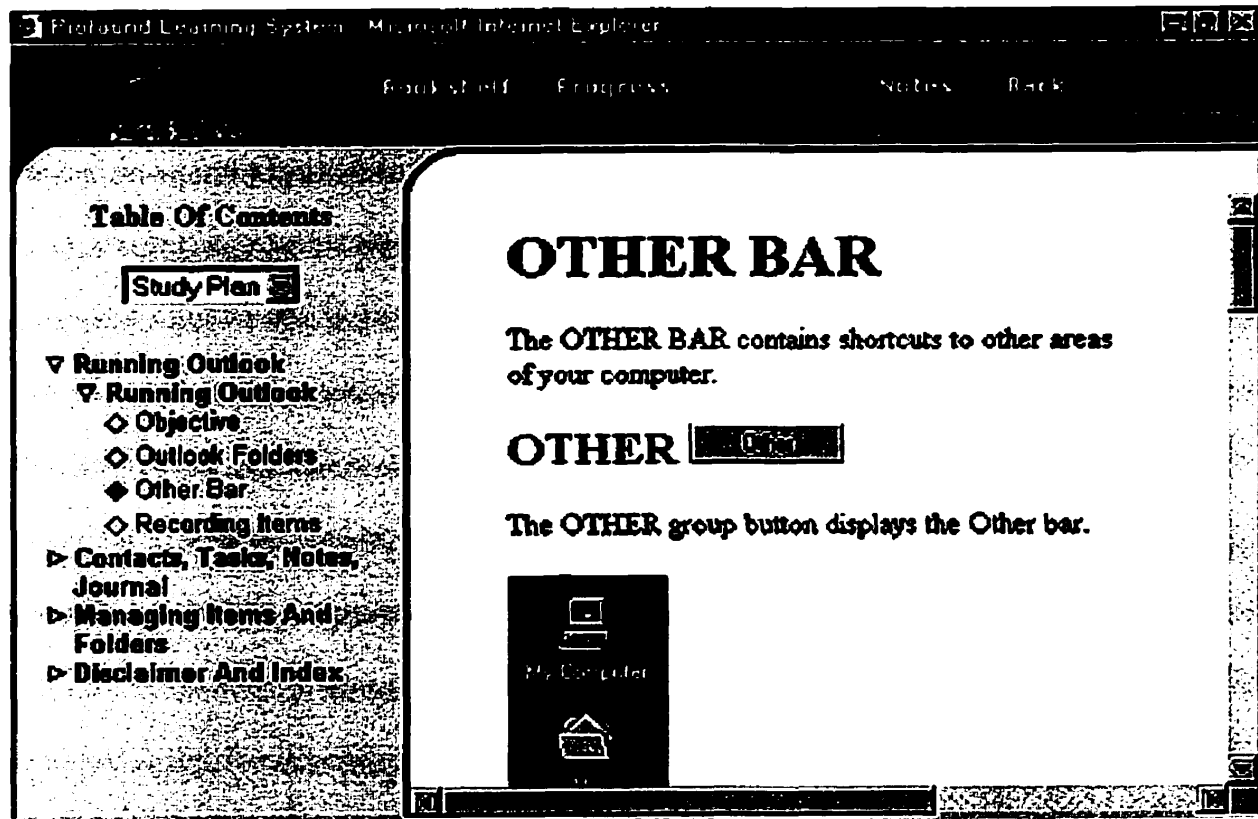 Profound Learning System - Microsoft Internet Explorer
Bookshelf Progress Notes Back
Table Of Contents
Study Plan
Running Outlook
Running Outlook
Objective
Outlook Folders
Other Bar
Recording Items
Contacts, Tasks, Notes,
Journal
Managing Items And
Folders
Disclaimer And Index
OTHER BAR
The OTHER BAR contains shortcuts to other areas
of your computer.
OTHER Other
The OTHER group button displays the Other bar.
My Computer